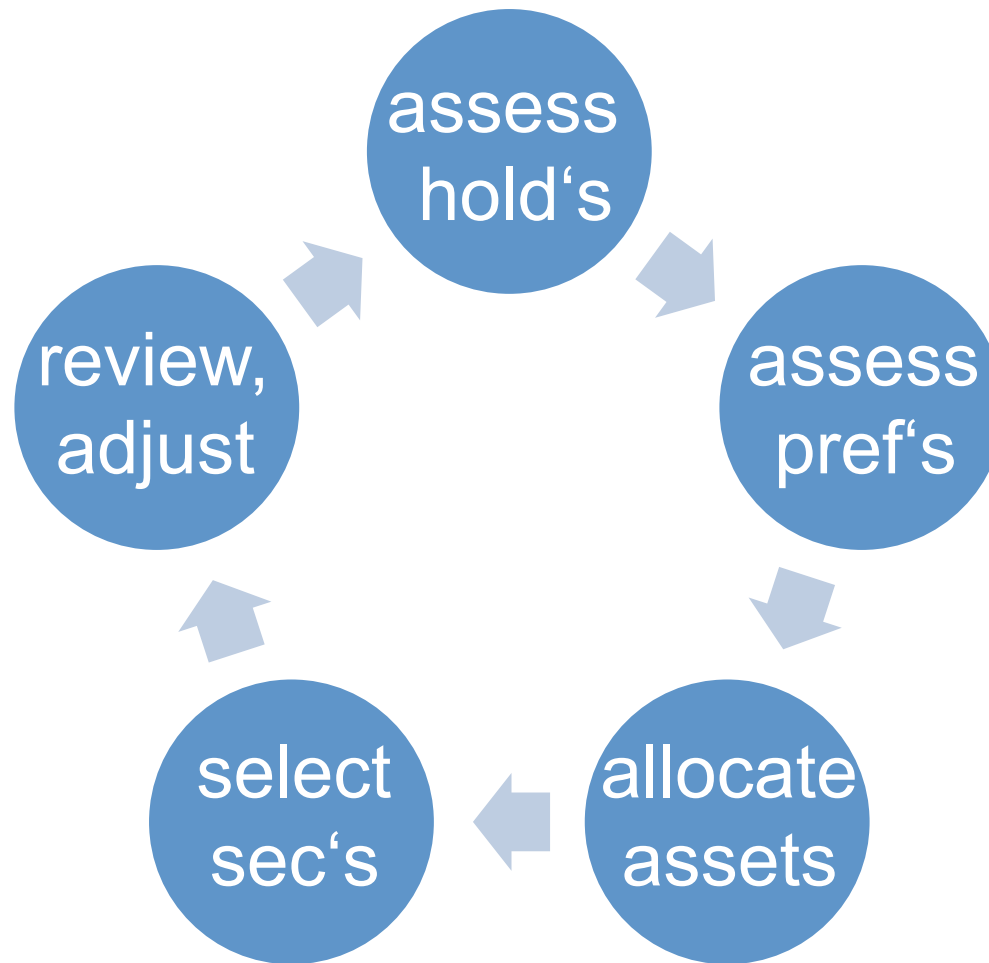 assess
hold‘s
assess
pref‘s
allocate
assets
select
sec‘s
review,
adjust